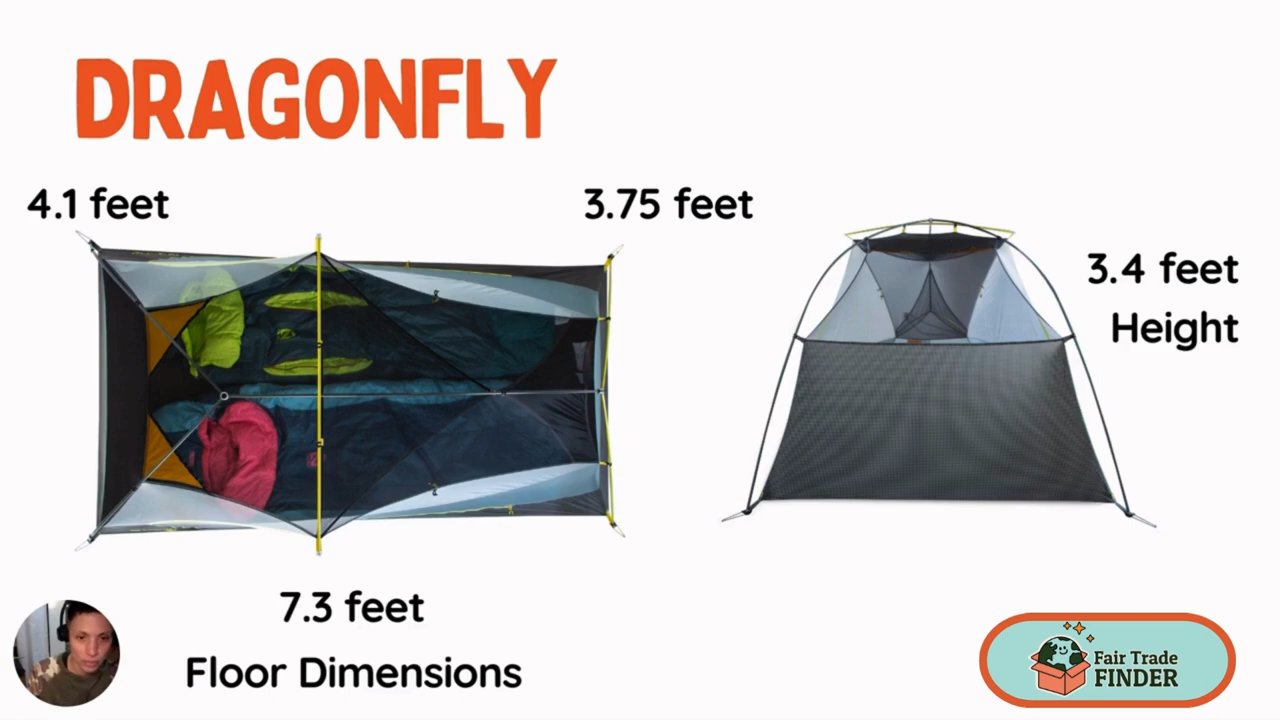 DRAGONFLY
4.1 feet
3.75 feet
3.4 feet
Height
7.3 feet
Floor Dimensions
Fair Trade
FINDER